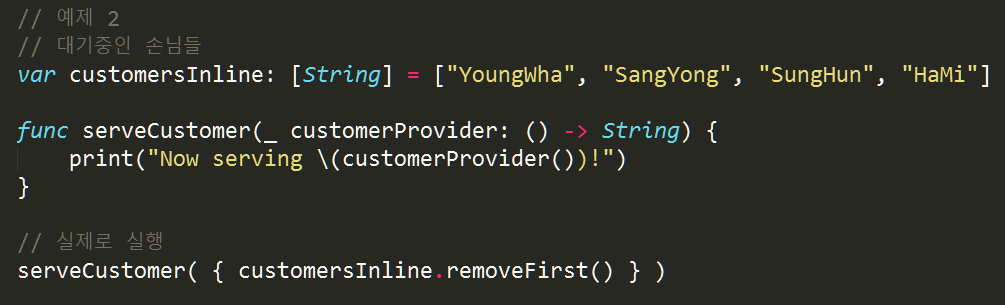 // 예제 2
// 대기중인 손님들
var customersInline: [String] = ["YoungWha", "SangYong", "SungHun", "HaMi"]
func serveCustomer(_ customerProvider: () -> String) {
    print("Now serving \(customerProvider())!")
}
// 실제로 실행
serveCustomer( { customersInline.removeFirst() } )